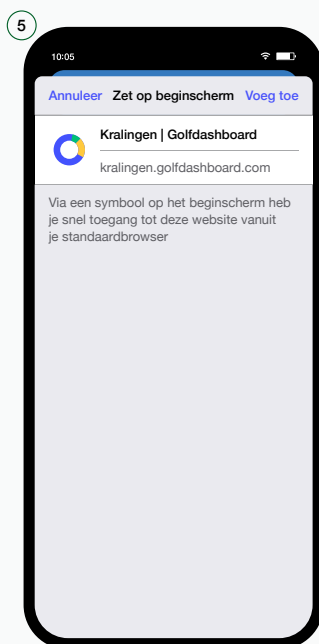 5
10:05
Annuleer Zet op beginscherm Voeg toe
Kralingen | Golfdashboard
kralingen.golfdashboard.com
Via een symbool op het beginscherm heb
je snel toegang tot deze website vanuit
je standaardbrowser